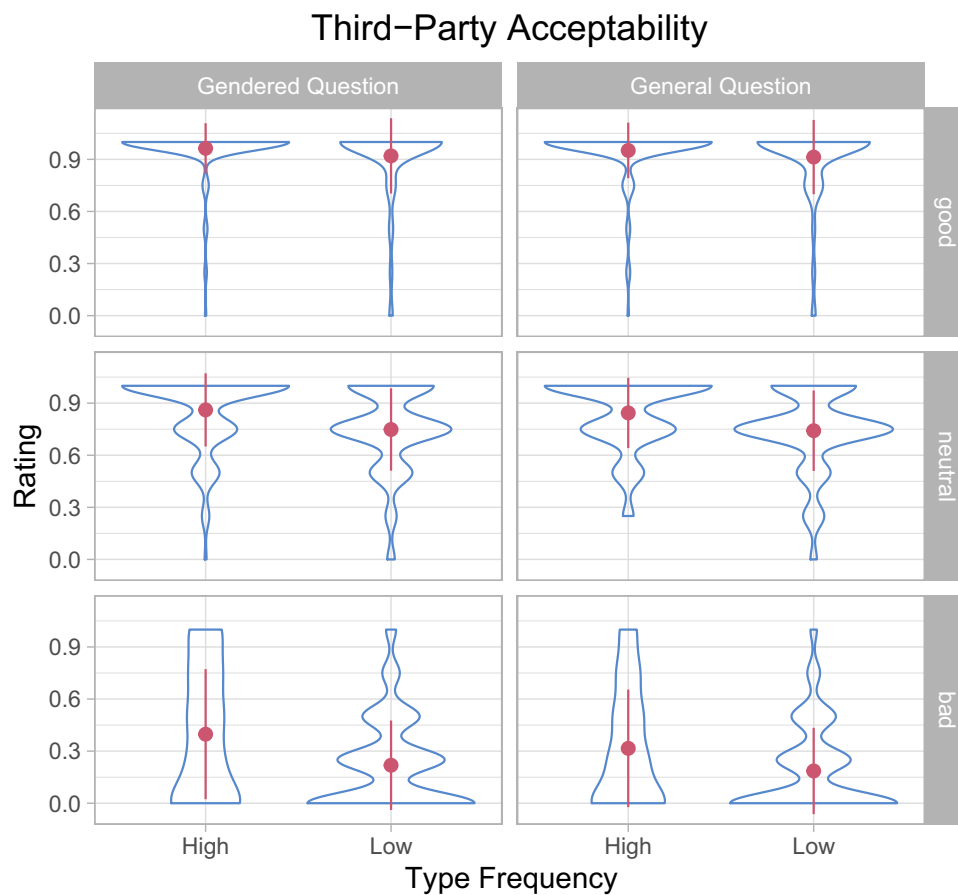 Third−Party Acceptability
Gendered Question
General Question
0.9
0.6
0.3
0.0
good
0.9
0.6
0.3
0.0
neutral
0.9
0.6
0.3
0.0
bad
Rating
High
Low
High
Low
Type Frequency